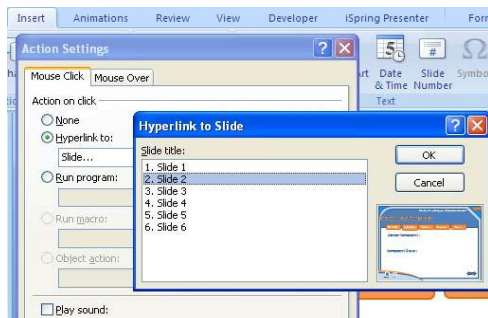 Insert Animations Review View Developer iSpring Presenter
Action Settings
Date & Time
Slide Number
Text
Mouse Click Mouse Over
Action on click
None
Hyperlink to:
Slide...
Run program:
Run macro:
Object action:
Play sound:
Hyperlink to Slide
Slide title:
1. Slide 1
2. Slide 2
3. Slide 3
4. Slide 4
5. Slide 5
6. Slide 6
OK
Cancel